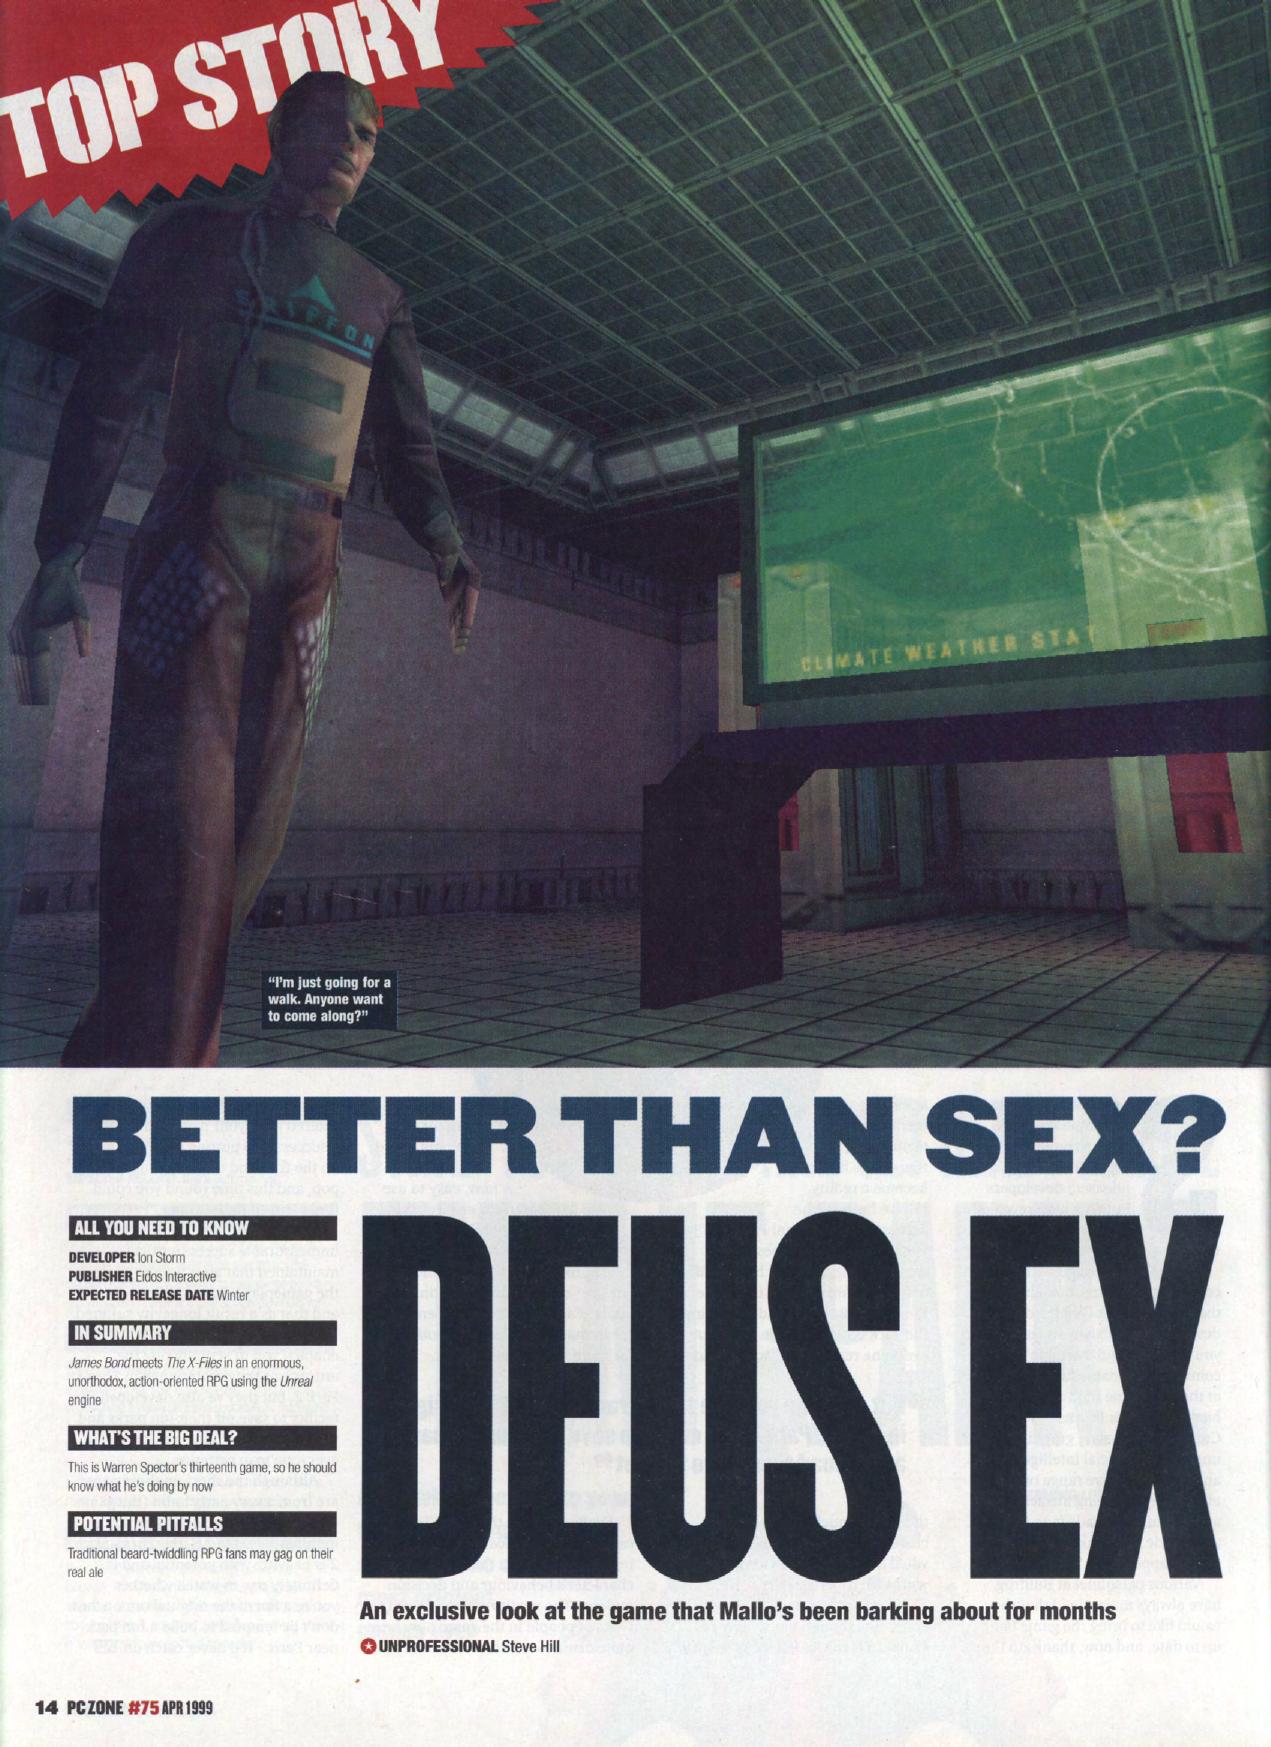 TOP STORY
GRIFFON
CLIMATE WEATHER STAT
"I'm just going for a
walk. Anyone want
to come along?"
BETTER THAN SEX?
DEUS EX
ALL YOU NEED TO KNOW
DEVELOPER Ion Storm
PUBLISHER Eidos Interactive
EXPECTED RELEASE DATE Winter
IN SUMMARY
James Bond meets The X-Files in an enormous,
unorthodox, action-oriented RPG using the Unreal
engine
WHAT'S THE BIG DEAL?
This is Warren Spector's thirteenth game, so he should
know what he's doing by now
POTENTIAL PITFALLS
Traditional beard-twiddling RPG fans may gag on their
real ale
An exclusive look at the game that Mallo's been barking about for months
UNPROFESSIONAL Steve Hill
14 PC ZONE #75 APR 1999